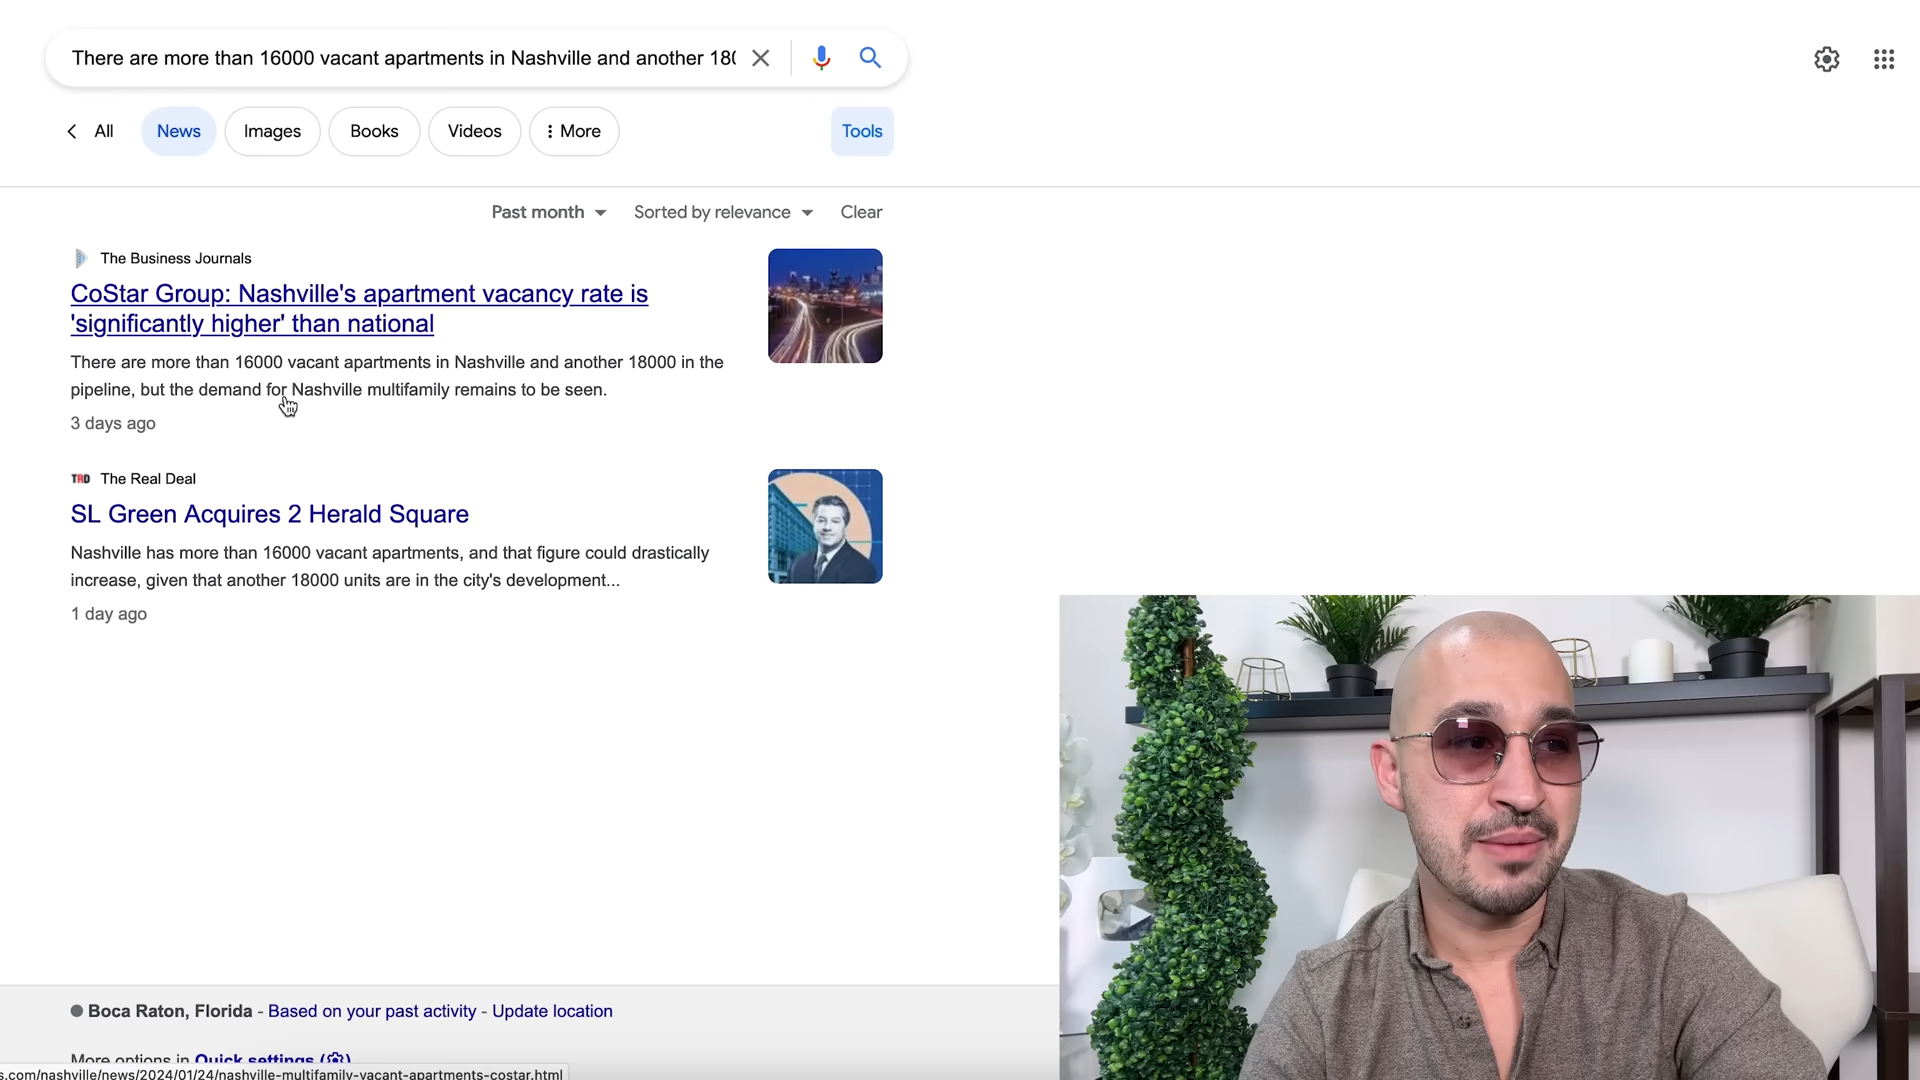 There are more than 16000 vacant apartments in Nashville and another 180
All
News
Images
Books
Videos
More
Tools
Past month
Sorted by relevance
Clear
The Business Journals
CoStar Group: Nashville's apartment vacancy rate is
'significantly higher' than national
There are more than 16000 vacant apartments in Nashville and another 18000 in the
pipeline, but the demand for Nashville multifamily remains to be seen.
3 days ago
TRD The Real Deal
SL Green Acquires 2 Herald Square
Nashville has more than 16000 vacant apartments, and that figure could drastically
increase, given that another 18000 units are in the city's development...
1 day ago
Boca Raton, Florida - Based on your past activity - Update location
More options in Quick settings ()
s.com/nashville/news/2024/01/24/nashville-multifamily-vacant-apartments-costar.html